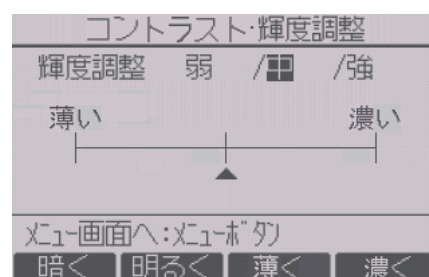 コントラスト･輝度調整
輝度調整 弱 /中 /強
薄い 濃い
メニュー画面へ:メニューボタン
暗く 明るく 薄く 濃く